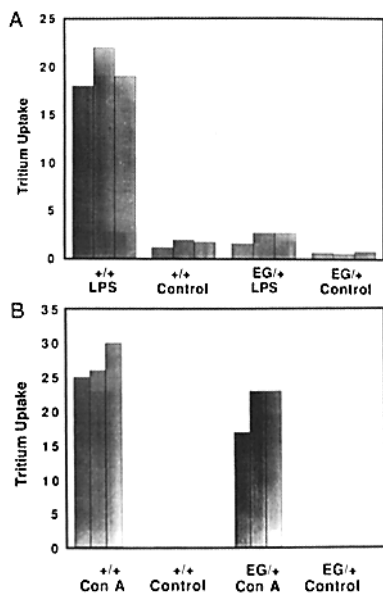 A
25
20
15
10
5
0
Tritium Uptake
+/+ +/+ EG/+ EG/+
LPS Control LPS Control
B
35
30
25
20
15
10
5
0
Tritium Uptake
+/+ +/+ EG/+ EG/+
Con A Control Con A Control